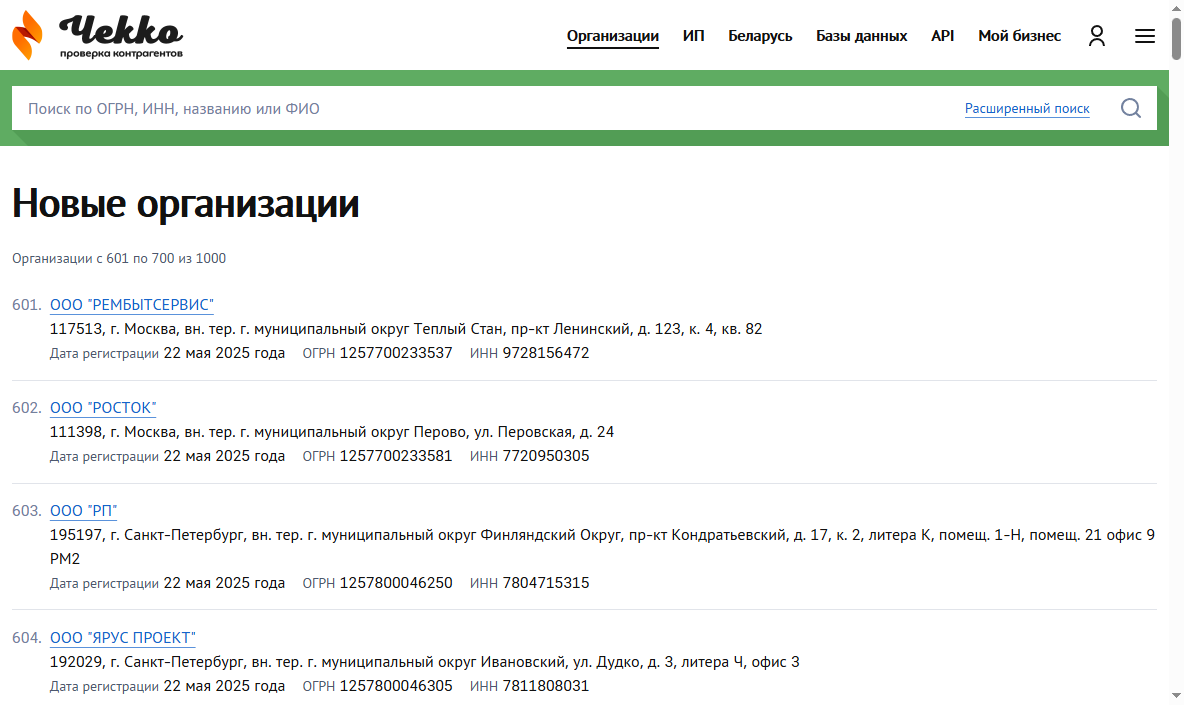 Чекко
проверка контрагентов
Организации ИП Беларусь Базы данных API Мой бизнес
Поиск по ОГРН, ИНН, названию или ФИО Расширенный поиск
Новые организации
Организации с 601 по 700 из 1000
601. ООО "РЕМБЫТСЕРВИС"
117513, г. Москва, вн. тер. г. муниципальный округ Теплый Стан, пр-кт Ленинский, д. 123, к. 4, кв. 82
Дата регистрации 22 мая 2025 года ОГРН 1257700233537 ИНН 9728156472
602. ООО "РОСТОК"
111398, г. Москва, вн. тер. г. муниципальный округ Перово, ул. Перовская, д. 24
Дата регистрации 22 мая 2025 года ОГРН 1257700233581 ИНН 7720950305
603. ООО "РП"
195197, г. Санкт-Петербург, вн. тер. г. муниципальный округ Финляндский Округ, пр-кт Кондратьевский, д. 17, к. 2, литера К, помещ. 1-Н, помещ. 21 офис 9
РМ2
Дата регистрации 22 мая 2025 года ОГРН 1257800046250 ИНН 7804715315
604. ООО "ЯРУС ПРОЕКТ"
192029, г. Санкт-Петербург, вн. тер. г. муниципальный округ Ивановский, ул. Дудко, д. 3, литера Ч, офис 3
Дата регистрации 22 мая 2025 года ОГРН 1257800046305 ИНН 7811808031